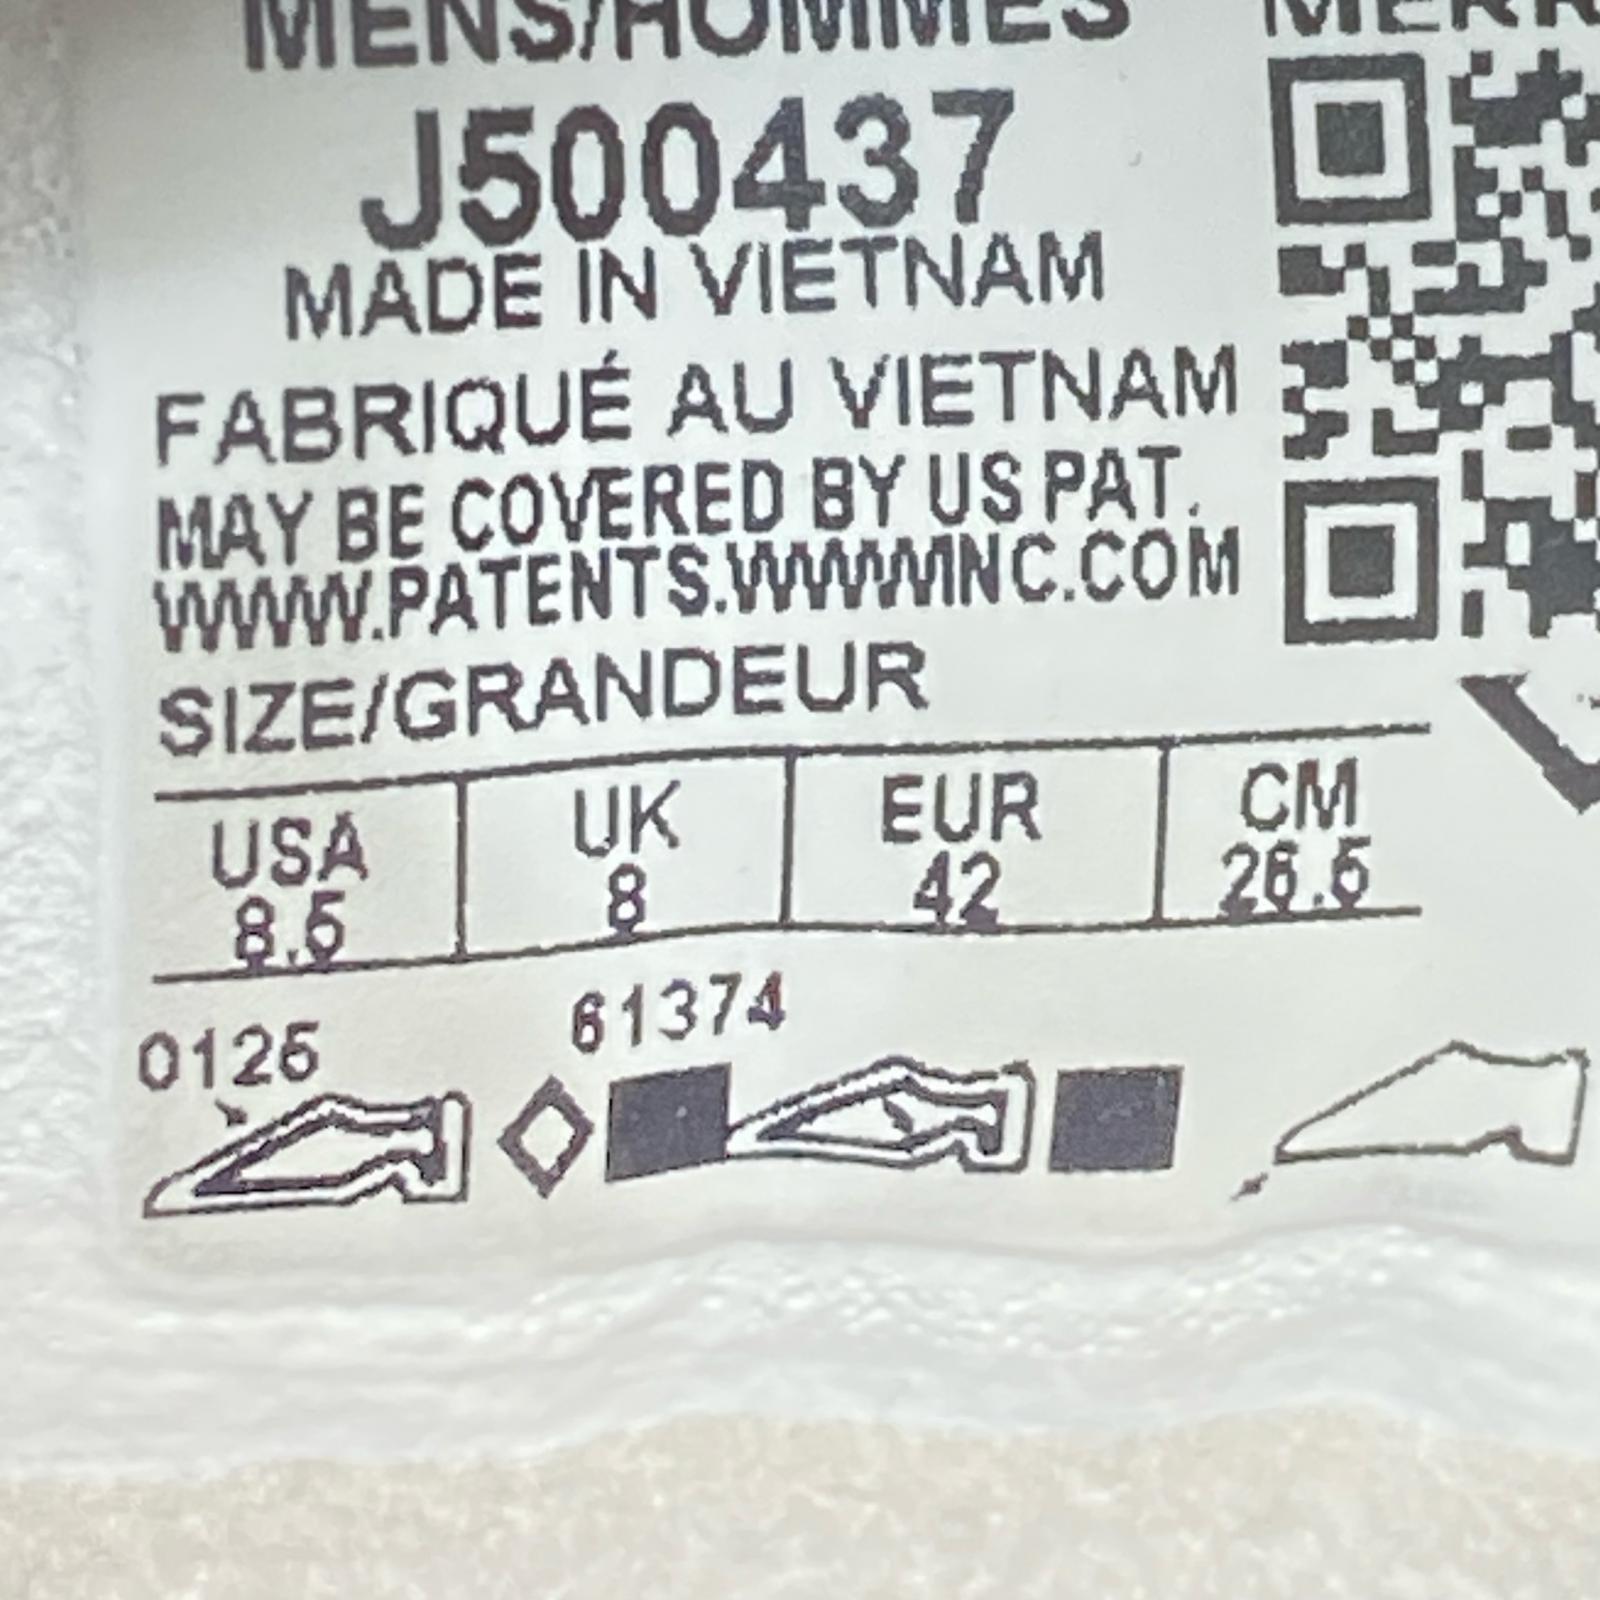 MENS/HOMMES
J500437
MADE IN VIETNAM
FABRIQUÉ AU VIETNAM
MAY BE COVERED BY US PAT.
WWW.PATENTS.WWWINC.COM
SIZE/GRANDEUR
USA UK EUR CM
8.5 8 42 26.5
0125 61374